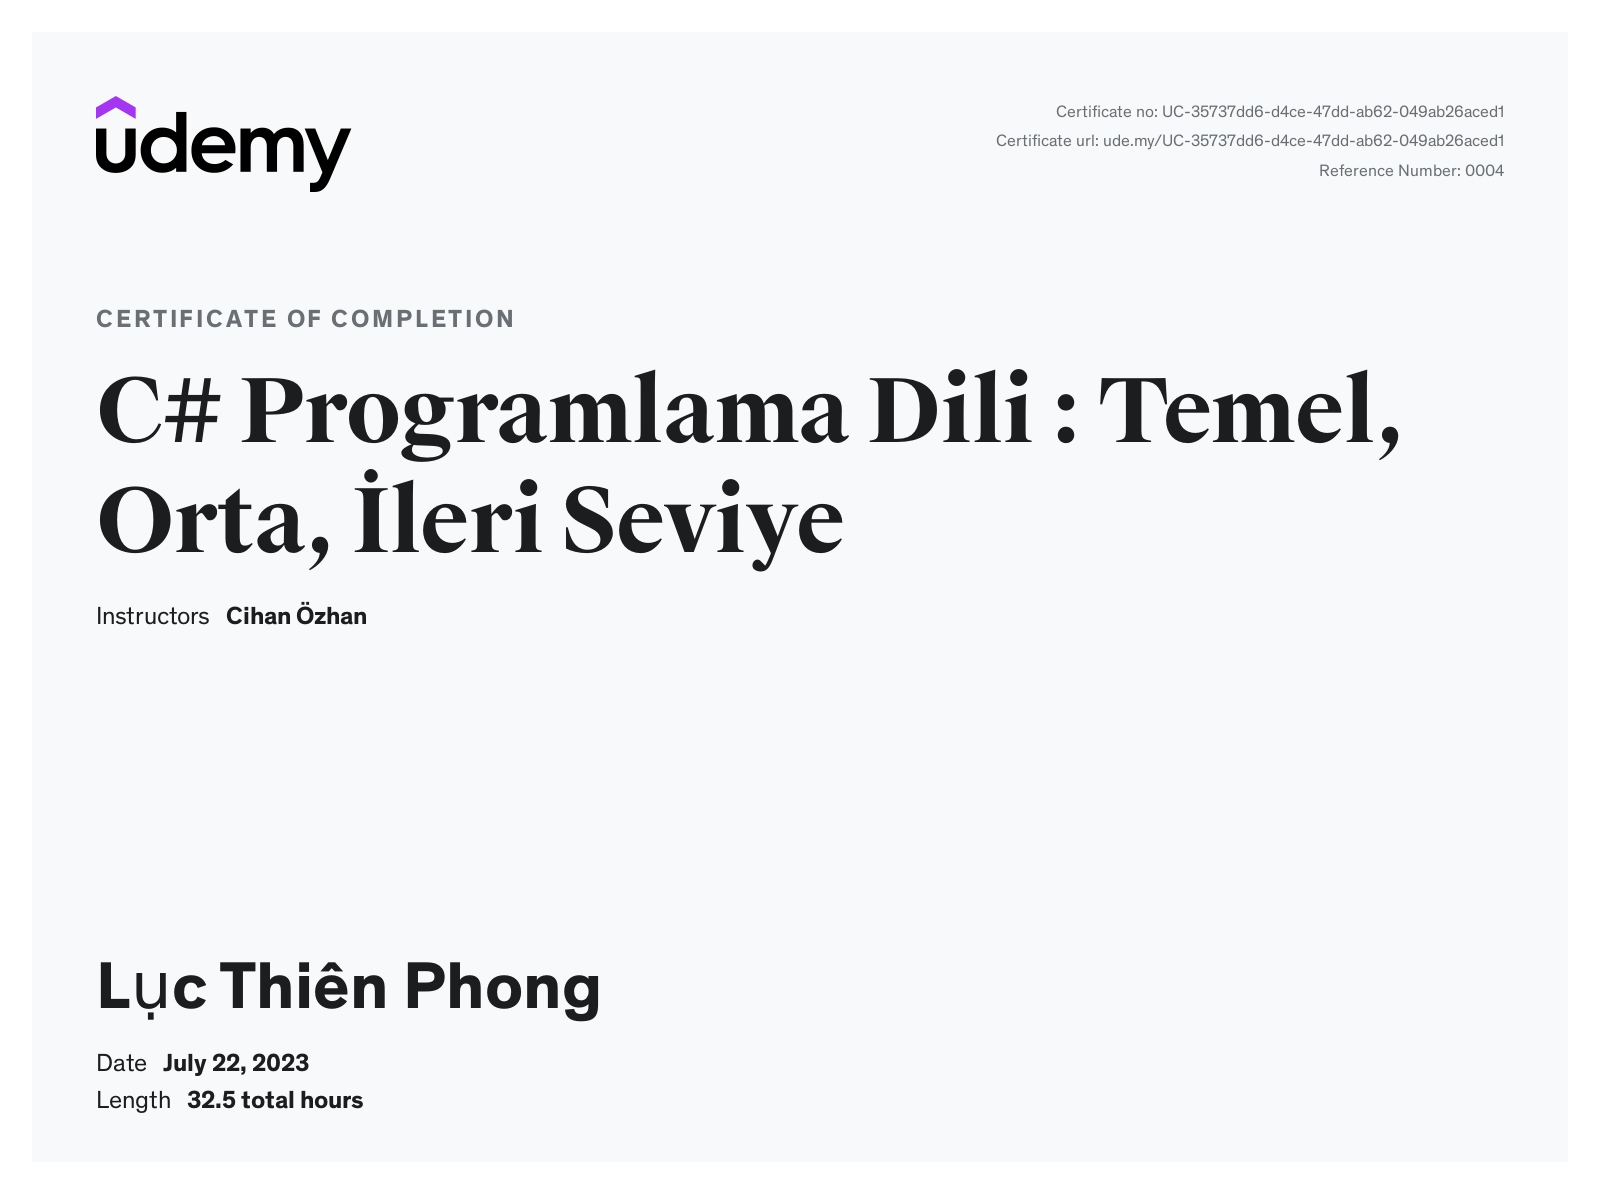 udemy
Certificate no: UC-35737dd6-d4ce-47dd-ab62-049ab26aced1
Certificate url: ude.my/UC-35737dd6-d4ce-47dd-ab62-049ab26aced1
Reference Number: 0004
CERTIFICATE OF COMPLETION
C# Programlama Dili : Temel,
Orta, İleri Seviye
Instructors Cihan Özhan
Lục Thiên Phong
Date July 22, 2023
Length 32.5 total hours